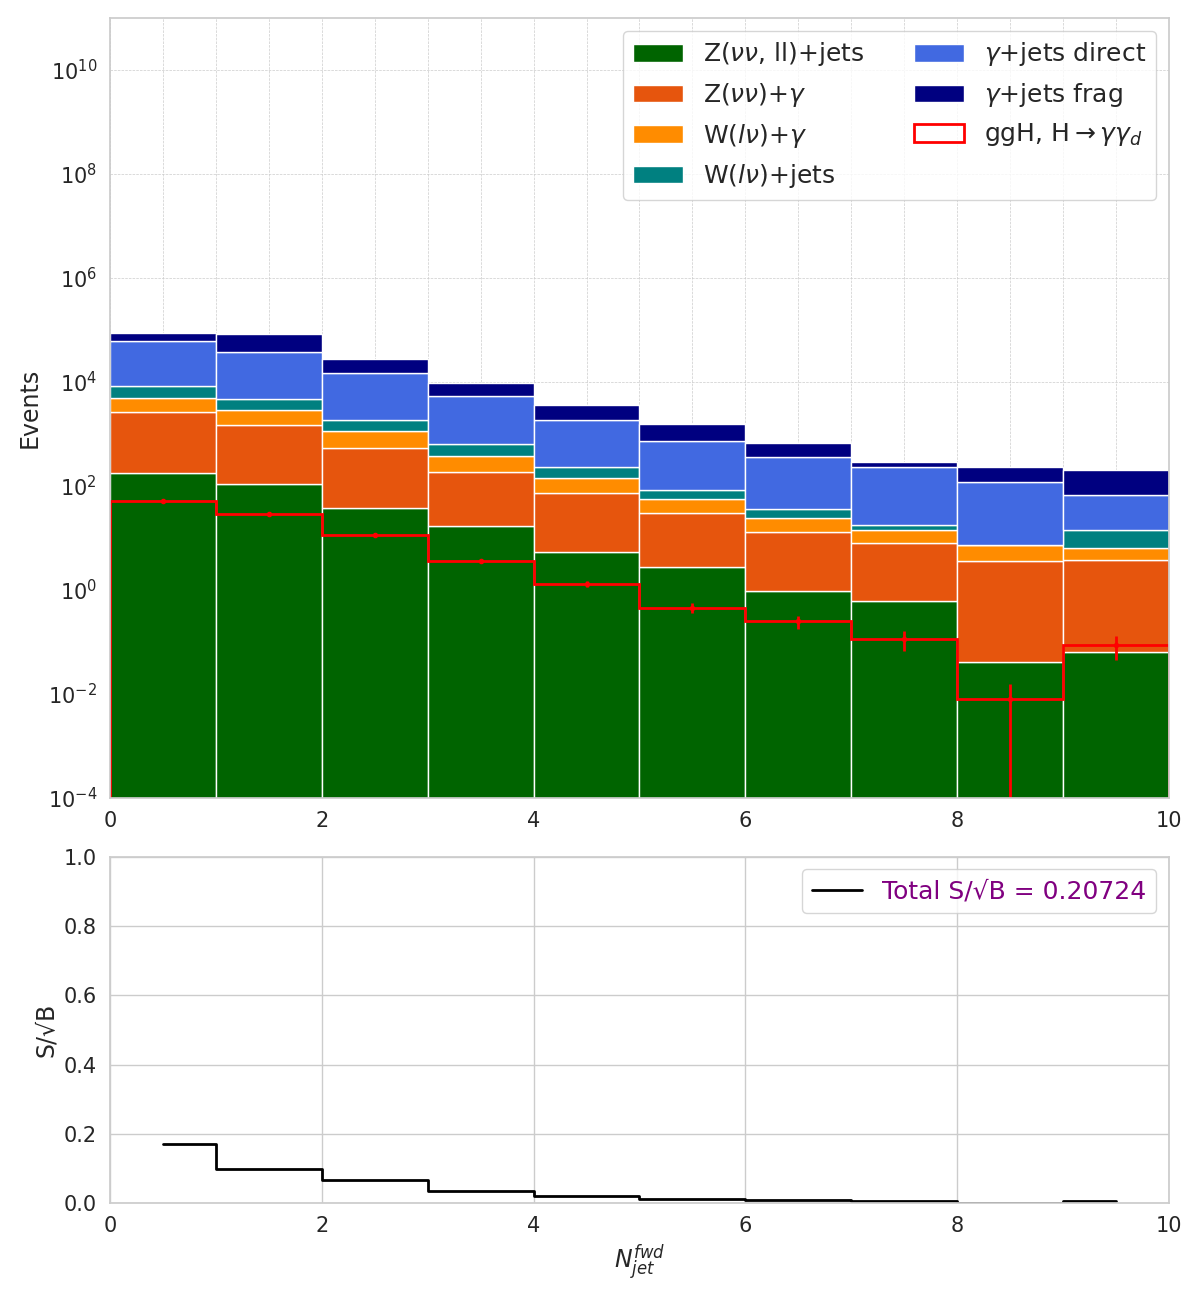 Z(νν, ll)+jets
Z(νν)+γ
W(lν)+γ
W(lν)+jets
γ+jets direct
γ+jets frag
ggH, H→γγ_d
Events
10^10
10^8
10^6
10^4
10^2
10^0
10^−2
10^−4
0 2 4 6 8 10
Total S/√B = 0.20724
S/√B
1.0
0.8
0.6
0.4
0.2
0.0
0 2 4 6 8 10
N_jet^fwd